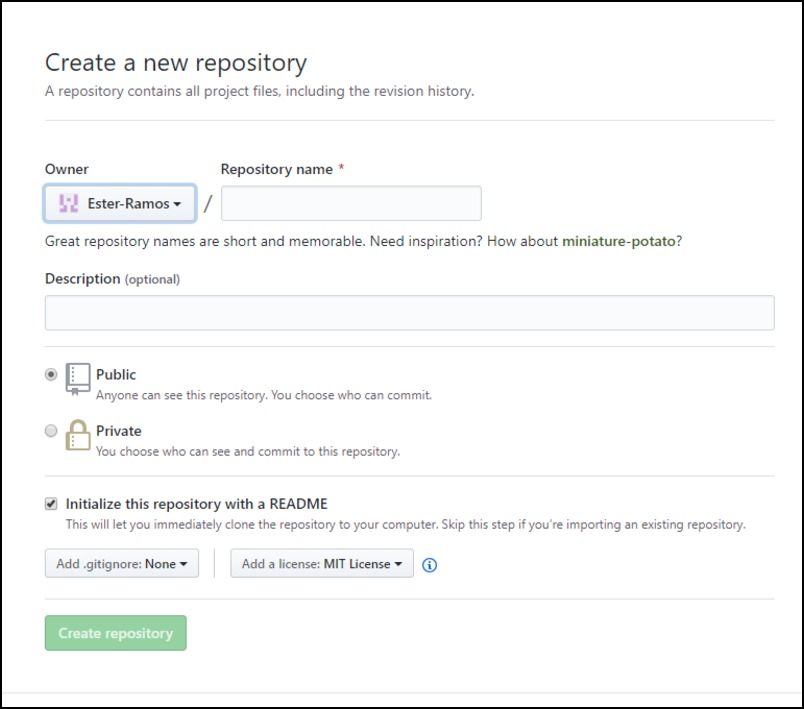 Create a new repository
A repository contains all project files, including the revision history.
Owner
Repository name *
Ester-Ramos
/
Great repository names are short and memorable. Need inspiration? How about miniature-potato?
Description (optional)
Public
Anyone can see this repository. You choose who can commit.
Private
You choose who can see and commit to this repository.
Initialize this repository with a README
This will let you immediately clone the repository to your computer. Skip this step if you're importing an existing repository.
Add .gitignore: None
Add a license: MIT License
Create repository